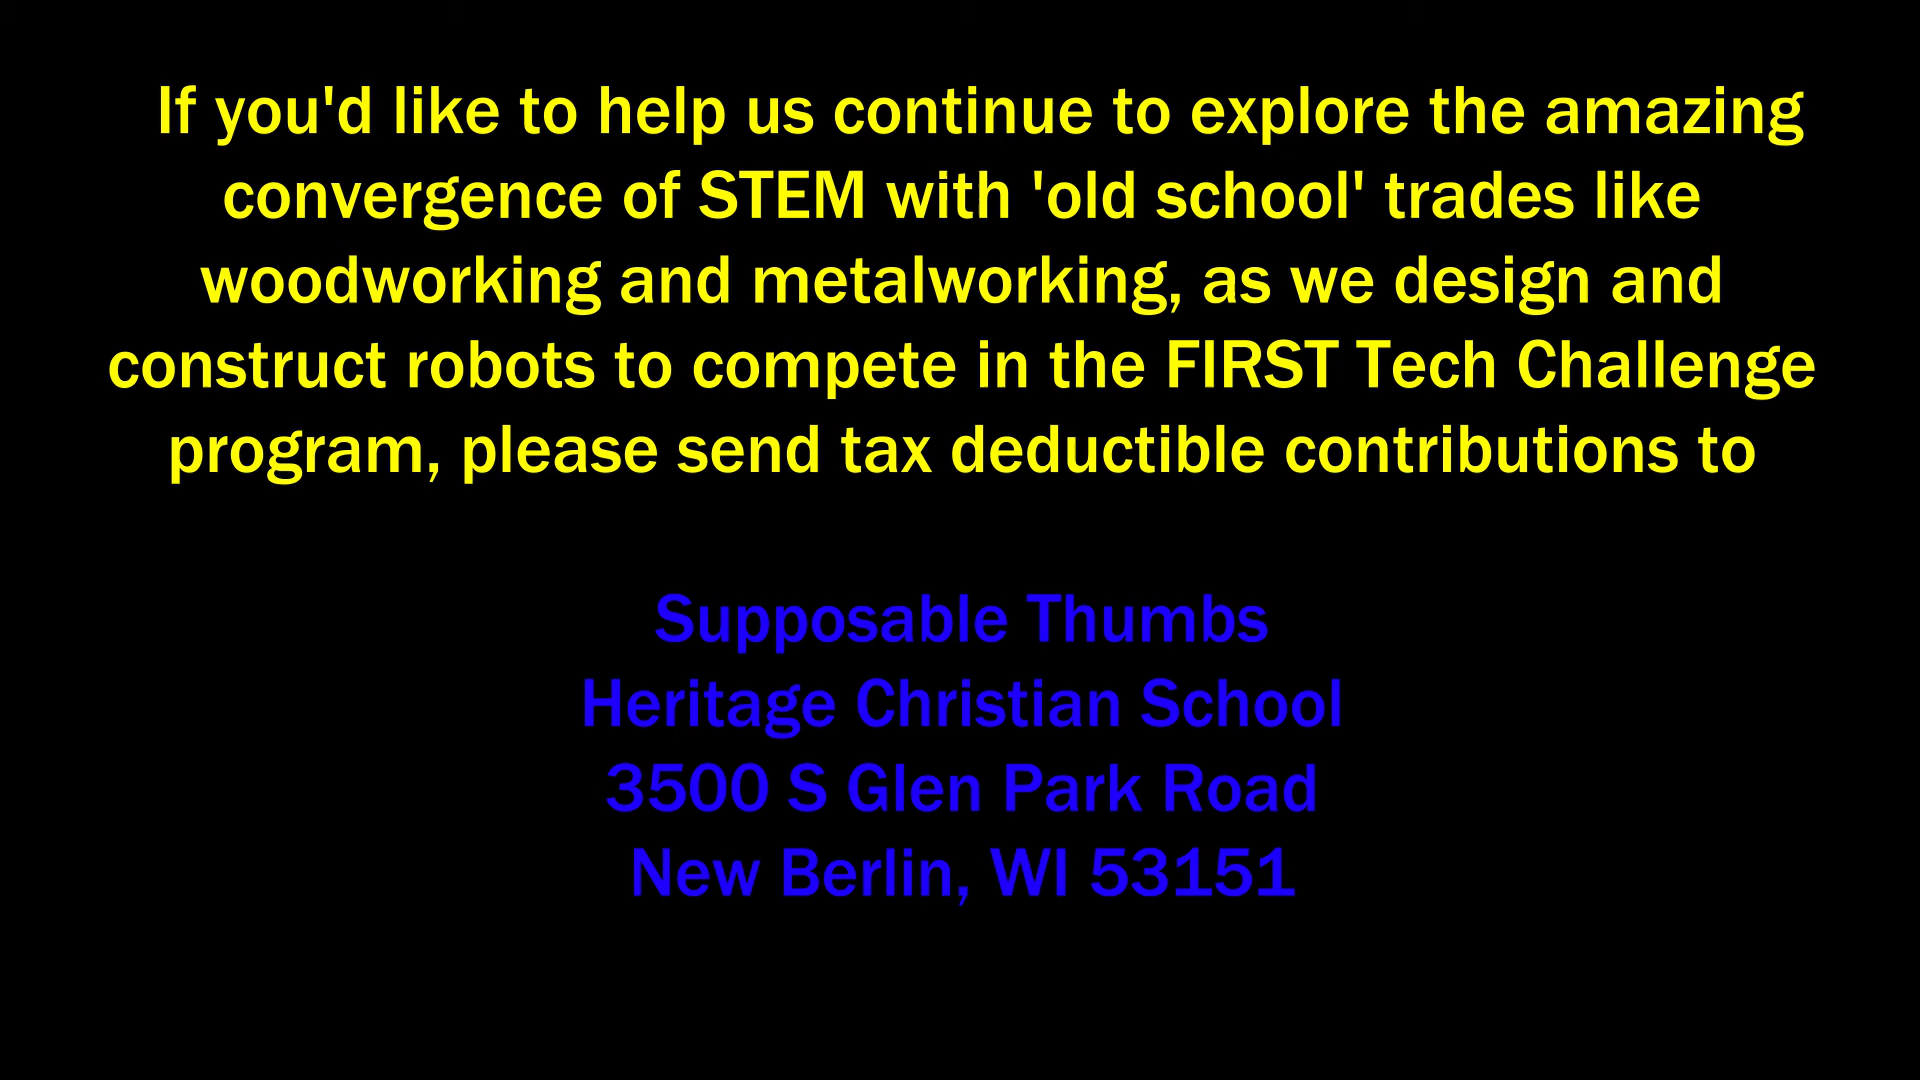 If you'd like to help us continue to explore the amazing
convergence of STEM with 'old school' trades like
woodworking and metalworking, as we design and
construct robots to compete in the FIRST Tech Challenge
program, please send tax deductible contributions to
Supposable Thumbs
Heritage Christian School
3500 S Glen Park Road
New Berlin, WI 53151